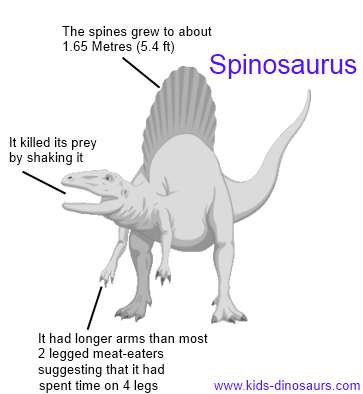 The spines grew to about
1.65 Metres (5.4 ft)
Spinosaurus
It killed its prey
by shaking it
It had longer arms than most
2 legged meat-eaters
suggesting that it had
spent time on 4 legs
www.kids-dinosaurs.com